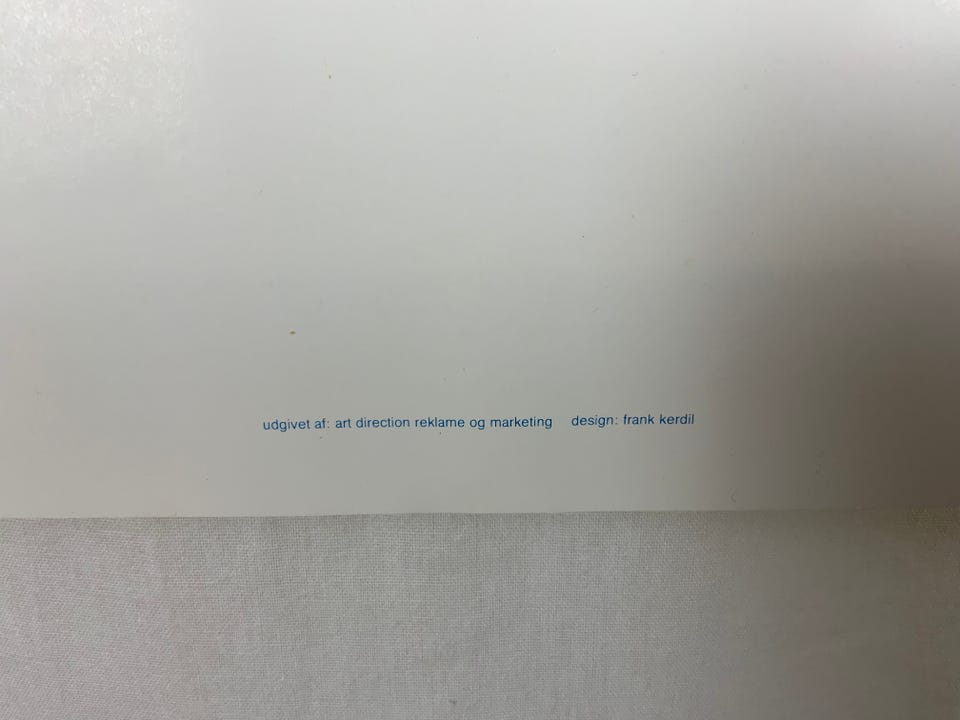 udgivet af: art direction reklame og marketing design: frank kerdil